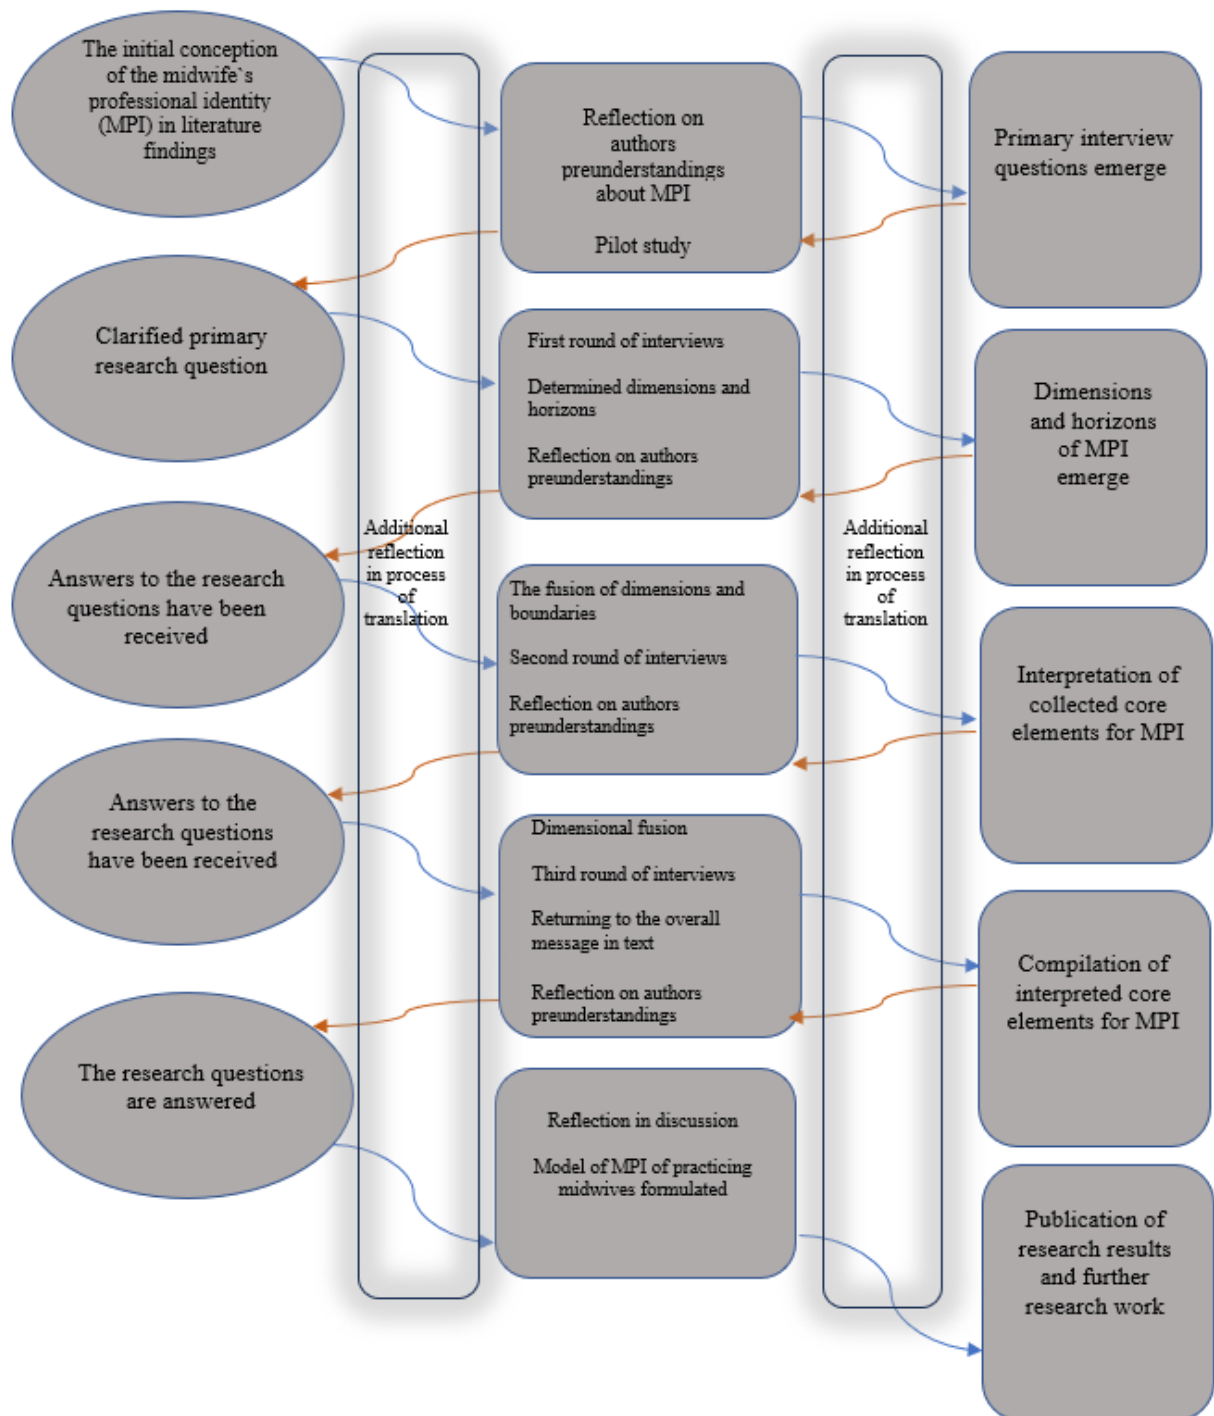 The initial conception
of the midwife`s
professional identity
(MPI) in literature
findings
Reflection on
authors
preunderstandings
about MPI
Pilot study
Primary interview
questions emerge
Clarified primary
research question
First round of interviews
Determined dimensions and
horizons
Reflection on authors
preunderstandings
Dimensions
and horizons
of MPI
emerge
Additional
reflection
in process
of
translation
Additional
reflection
in process
of
translation
Answers to the research
questions have been
received
The fusion of dimensions and
boundaries
Second round of interviews
Reflection on authors
preunderstandings
Interpretation of
collected core
elements for MPI
Answers to the
research questions
have been received
Dimensional fusion
Third round of interviews
Returning to the overall
message in text
Reflection on authors
preunderstandings
Compilation of
interpreted core
elements for MPI
The research questions
are answered
Reflection in discussion
Model of MPI of practicing
midwives formulated
Publication of
research results
and further
research work